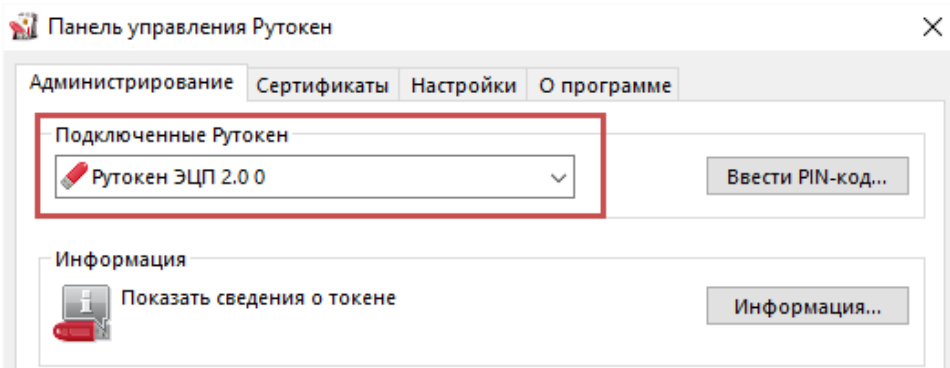 Панель управления Рутокен
Администрирование Сертификаты Настройки О программе
Подключенные Рутокен
Рутокен ЭЦП 2.0 0
Ввести PIN-код...
Информация
Показать сведения о токене
Информация...